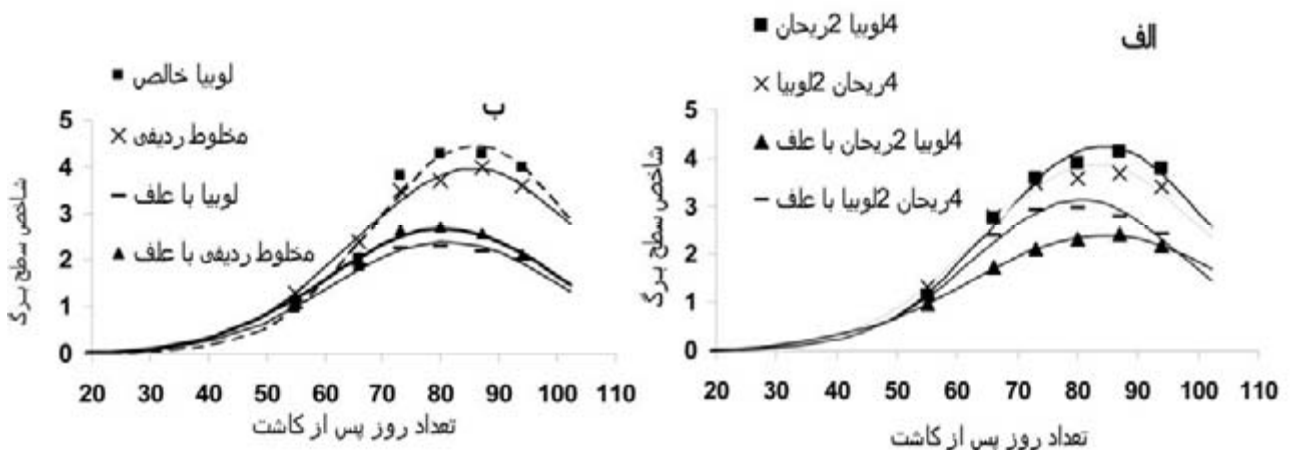 الف
4لوبیا 2ریحان
4ریحان 2لوبیا
4لوبیا 2ریحان با علف
4ریحان 2لوبیا با علف
شاخص سطح برگ
5
4
3
2
1
0
20 30 40 50 60 70 80 90 100 110
تعداد روز پس از کاشت
ب
لوبیا خالص
مخلوط ردیفی
لوبیا با علف
مخلوط ردیفی با علف
شاخص سطح برگ
5
4
3
2
1
0
20 30 40 50 60 70 80 90 100 110
تعداد روز پس از کاشت